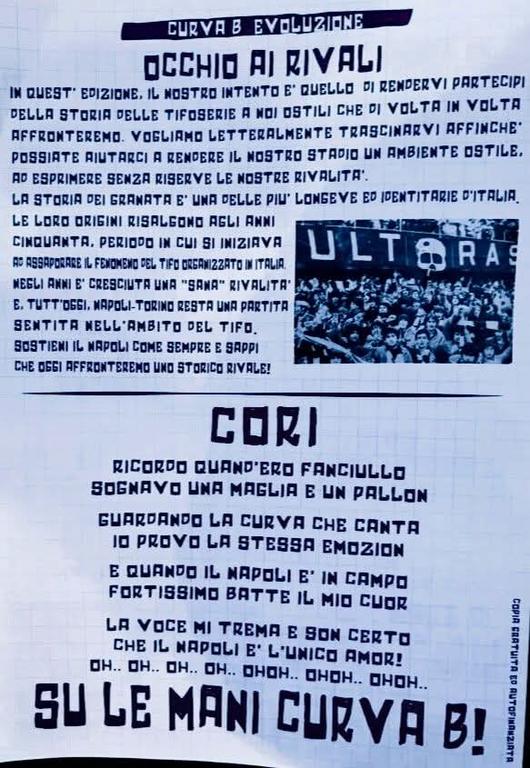 CURVA B EVOLUZIONE
OCCHIO AI RIVALI
IN QUEST' EDIZIONE, IL NOSTRO INTENTO E' QUELLO DI RENDERVI PARTECIPI
DELLA STORIA DELLE TIFOSERIE A NOI OSTILI CHE DI VOLTA IN VOLTA
AFFRONTEREMO. VOGLIAMO LETTERALMENTE TRASCINARVI AFFINCHE'
POSSIATE AIUTARCI A RENDERE IL NOSTRO STADIO UN AMBIENTE OSTILE,
AD ESPRIMERE SENZA RISERVE LE NOSTRE RIVALITA'.
LA STORIA DEI GRANATA E' UNA DELLE PIU' LONGEVE ED IDENTITARIE D'ITALIA.
LE LORO ORIGINI RISALGONO AGLI ANNI
CINQUANTA, PERIODO IN CUI SI INIZIAVA
AD ASSAPORARE IL FENOMENO DEL TIFO ORGANIZZATO IN ITALIA.
NEGLI ANNI E' CRESCIUTA UNA "SANA" RIVALITA'
E, TUTT'OGGI, NAPOLI-TORINO RESTA UNA PARTITA
SENTITA NELL'AMBITO DEL TIFO.
SOSTIENI IL NAPOLI COME SEMPRE E SAPPI
CHE OGGI AFFRONTEREMO UNO STORICO RIVALE!
ULTRAS
CORI
RICORDO QUAND'ERO FANCIULLO
SOGNAVO UNA MAGLIA E UN PALLON
GUARDANDO LA CURVA CHE CANTA
IO PROVO LA STESSA EMOZION
E QUANDO IL NAPOLI E' IN CAMPO
FORTISSIMO BATTE IL MIO CUOR
LA VOCE MI TREMA E SON CERTO
CHE IL NAPOLI E' L'UNICO AMOR!
OH.. OH.. OH.. OH.. OHOH.. OHOH.. OHOH..
SU LE MANI CURVA B!
COPIA GRATUITA ED AUTOFINANZIATA